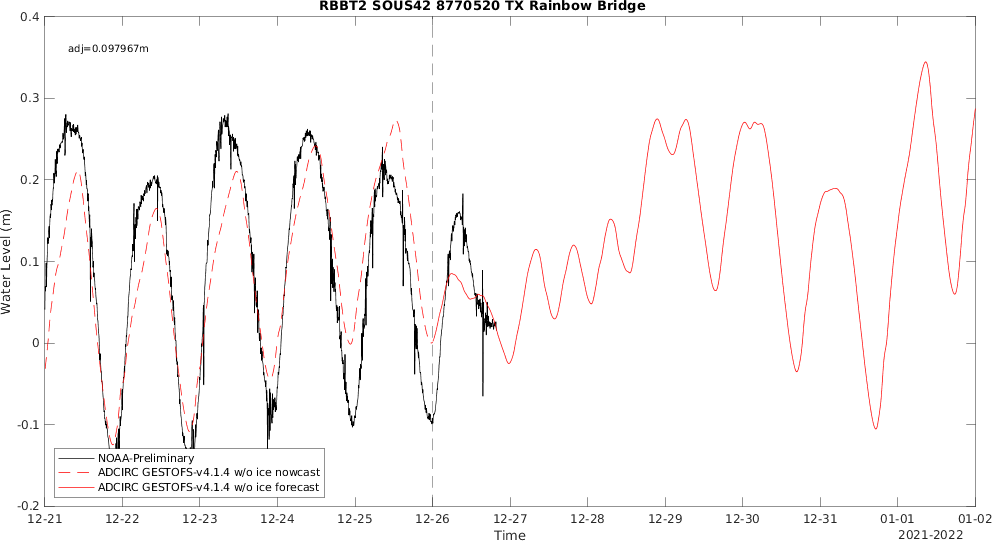 RBBT2 SOUS42 8770520 TX Rainbow Bridge
adj=0.097967m
Water Level (m)
0.4
0.3
0.2
0.1
0
-0.1
-0.2
NOAA-Preliminary
ADCIRC GESTOFS-v4.1.4 w/o ice nowcast
ADCIRC GESTOFS-v4.1.4 w/o ice forecast
12-21 12-22 12-23 12-24 12-25 12-26 12-27 12-28 12-29 12-30 12-31 01-01 01-02
Time
2021-2022